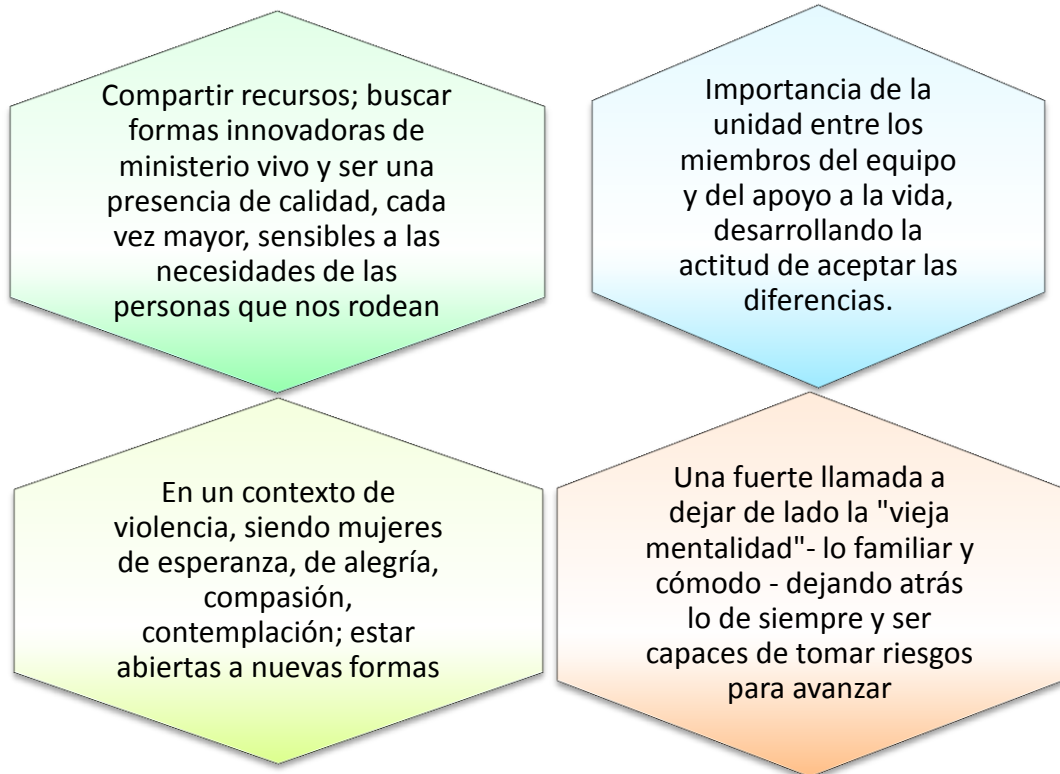 Compartir recursos; buscar
formas innovadoras de
ministerio vivo y ser una
presencia de calidad, cada
vez mayor, sensibles a las
necesidades de las
personas que nos rodean
Importancia de la
unidad entre los
miembros del equipo
y del apoyo a la vida,
desarrollando la
actitud de aceptar las
diferencias.
En un contexto de
violencia, siendo mujeres
de esperanza, de alegría,
compasión,
contemplación; estar
abiertas a nuevas formas
Una fuerte llamada a
dejar de lado la "vieja
mentalidad"- lo familiar y
cómodo - dejando atrás
lo de siempre y ser
capaces de tomar riesgos
para avanzar